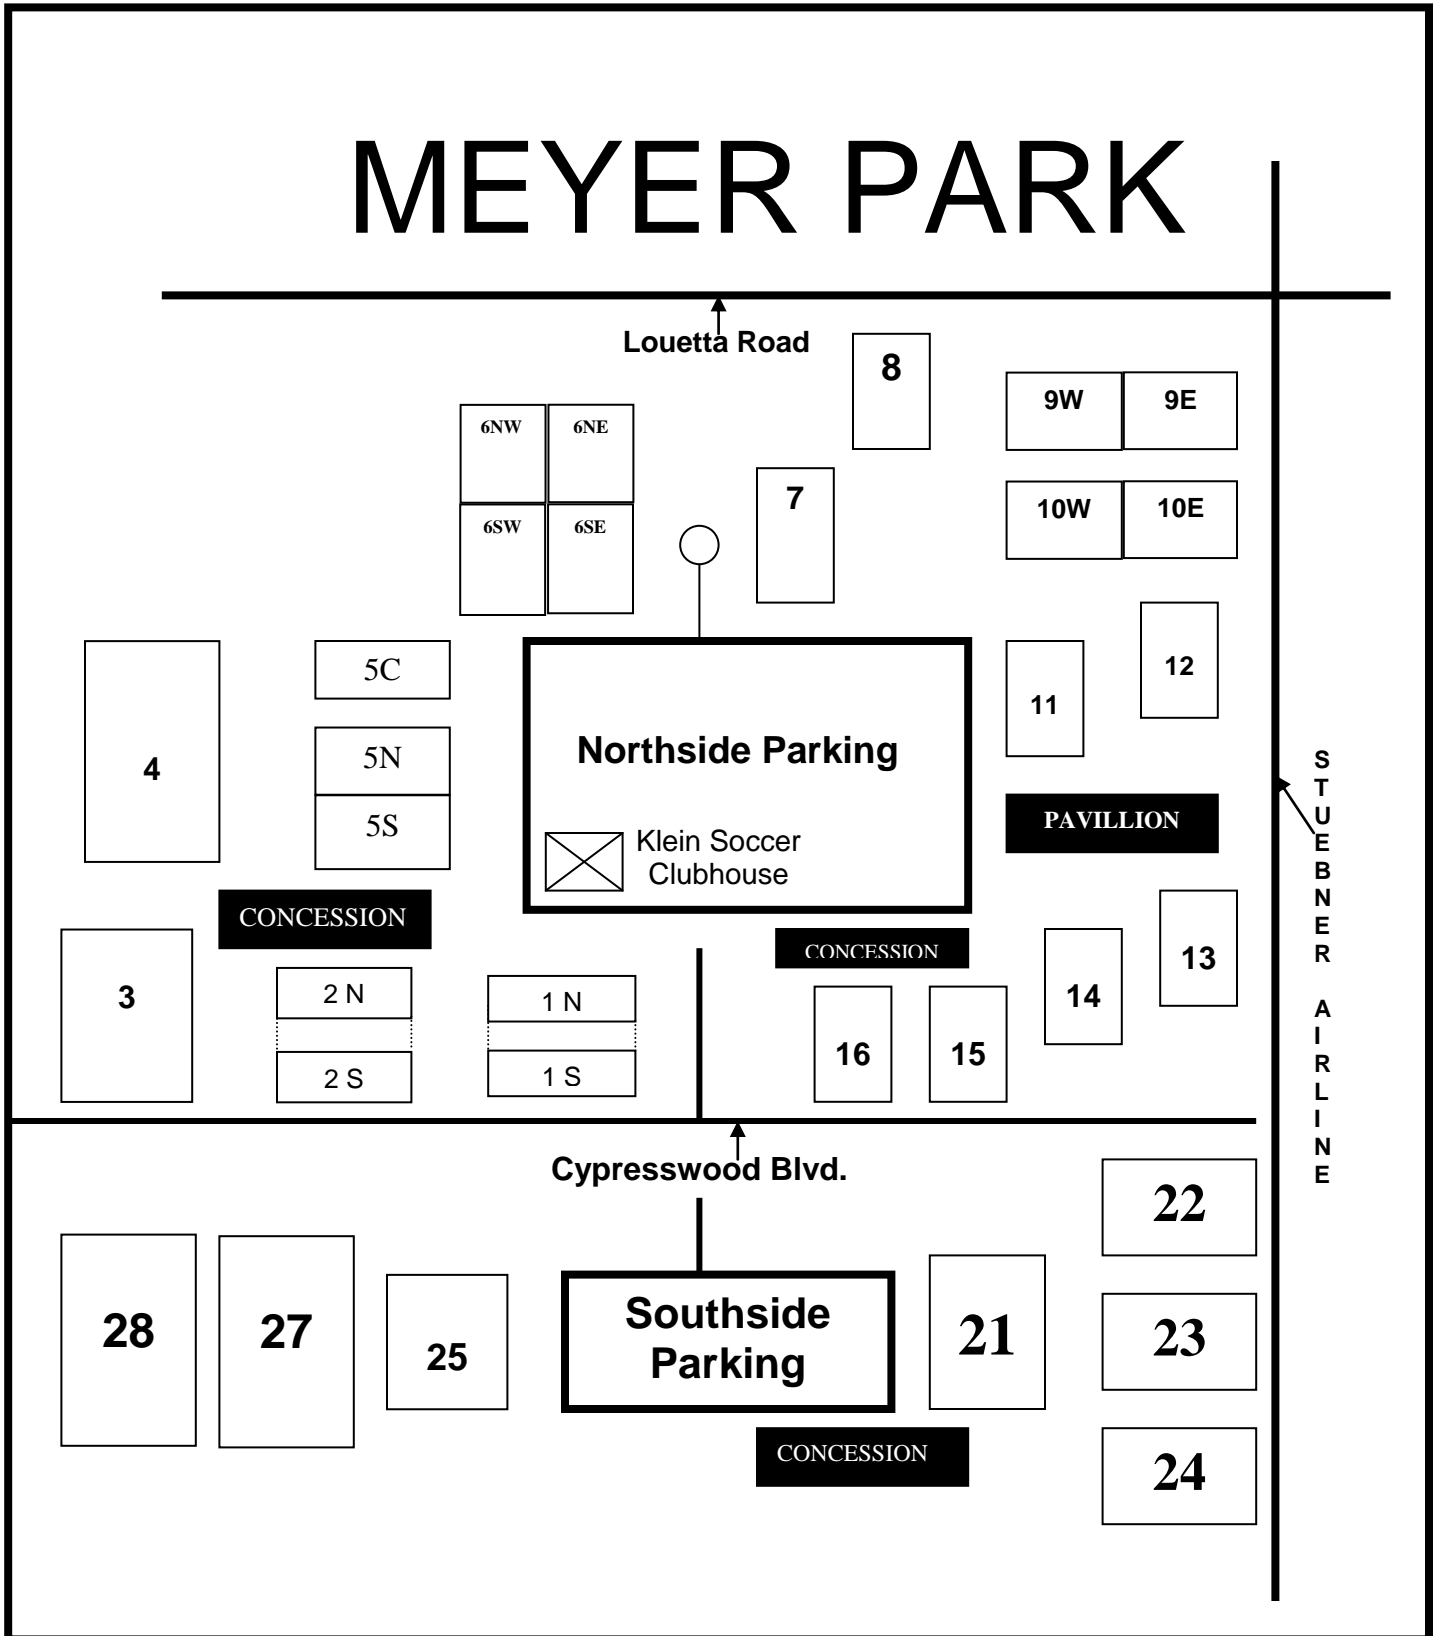 MEYER PARK
Louetta Road
8
9W
9E
6NW
6NE
7
10W
10E
6SW
6SE
5C
12
11
4
5N
Northside Parking
STUEBNER AIRLINE
5S
Klein Soccer
Clubhouse
PAVILLION
CONCESSION
CONCESSION
3
2 N
1 N
13
14
16
15
2 S
1 S
Cypresswood Blvd.
22
28
27
25
Southside
Parking
21
23
CONCESSION
24